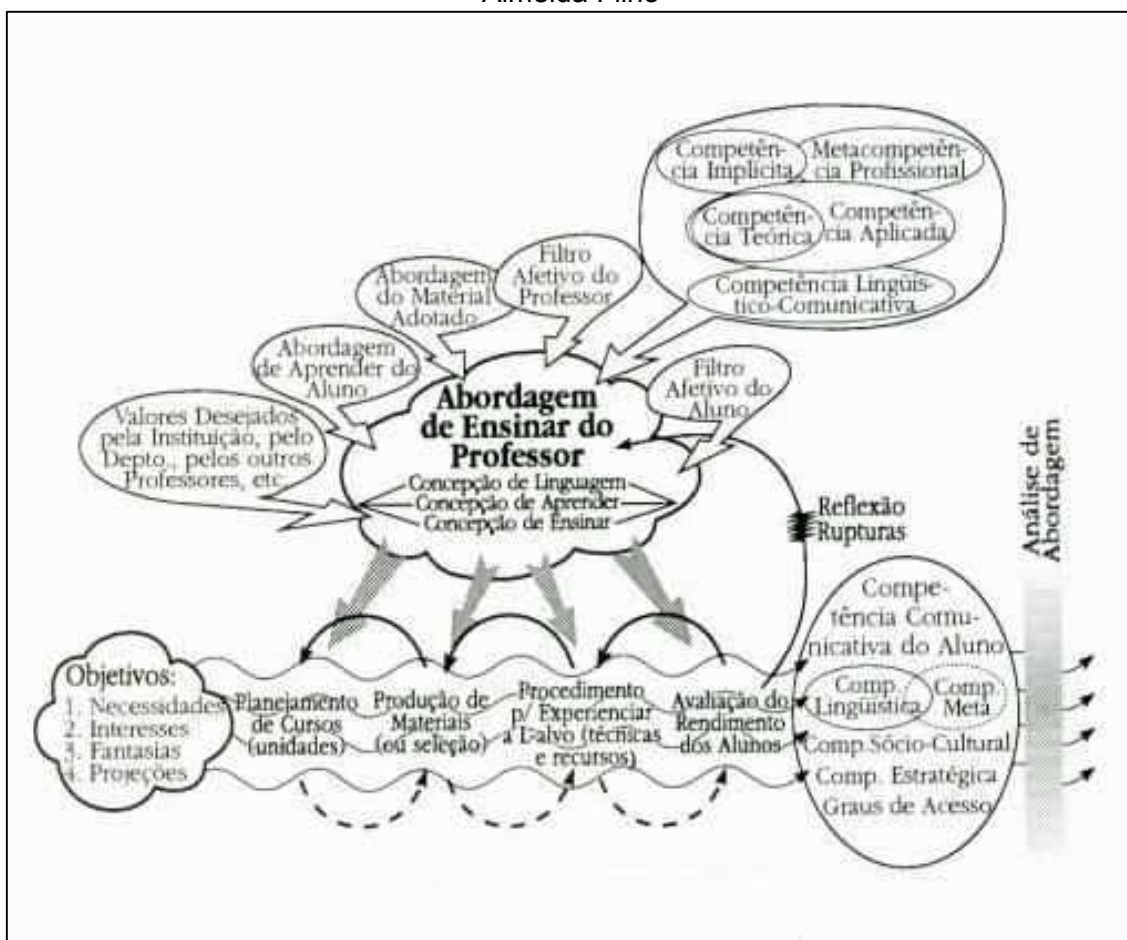 Almeida Filho
Competên-
cia Implícita
Metacompetên-
cia Profissional
Competên-
cia Teórica
Competên-
cia Aplicada
Competência Lingüis-
tico-Comunicativa
Filtro
Afetivo do
Professor
Abordagem
do Material
Adotado
Abordagem
de Aprender do
Aluno
Filtro
Afetivo do
Aluno
Valores Desejados
pela Instituição, pelo
Depto., pelos outros
Professores, etc.
Abordagem
de Ensinar do
Professor
Concepção de Linguagem
Concepção de Aprender
Concepção de Ensinar
Reflexão
Rupturas
Análise de
Abordagem
Objetivos:
1. Necessidades
2. Interesses
3. Fantasias
4. Projeções
Planejamento
de Cursos
(unidades)
Produção de
Materiais
(ou seleção)
Procedimento
p/ Experienciar
a L-alvo (técnicas
e recursos)
Avaliação do
Rendimento
dos Alunos
Compe-
tência Comu-
nicativa do Aluno
Comp.
Lingüística
Comp.
Meta
Comp. Sócio-Cultural
Comp. Estratégica
Graus de Acesso